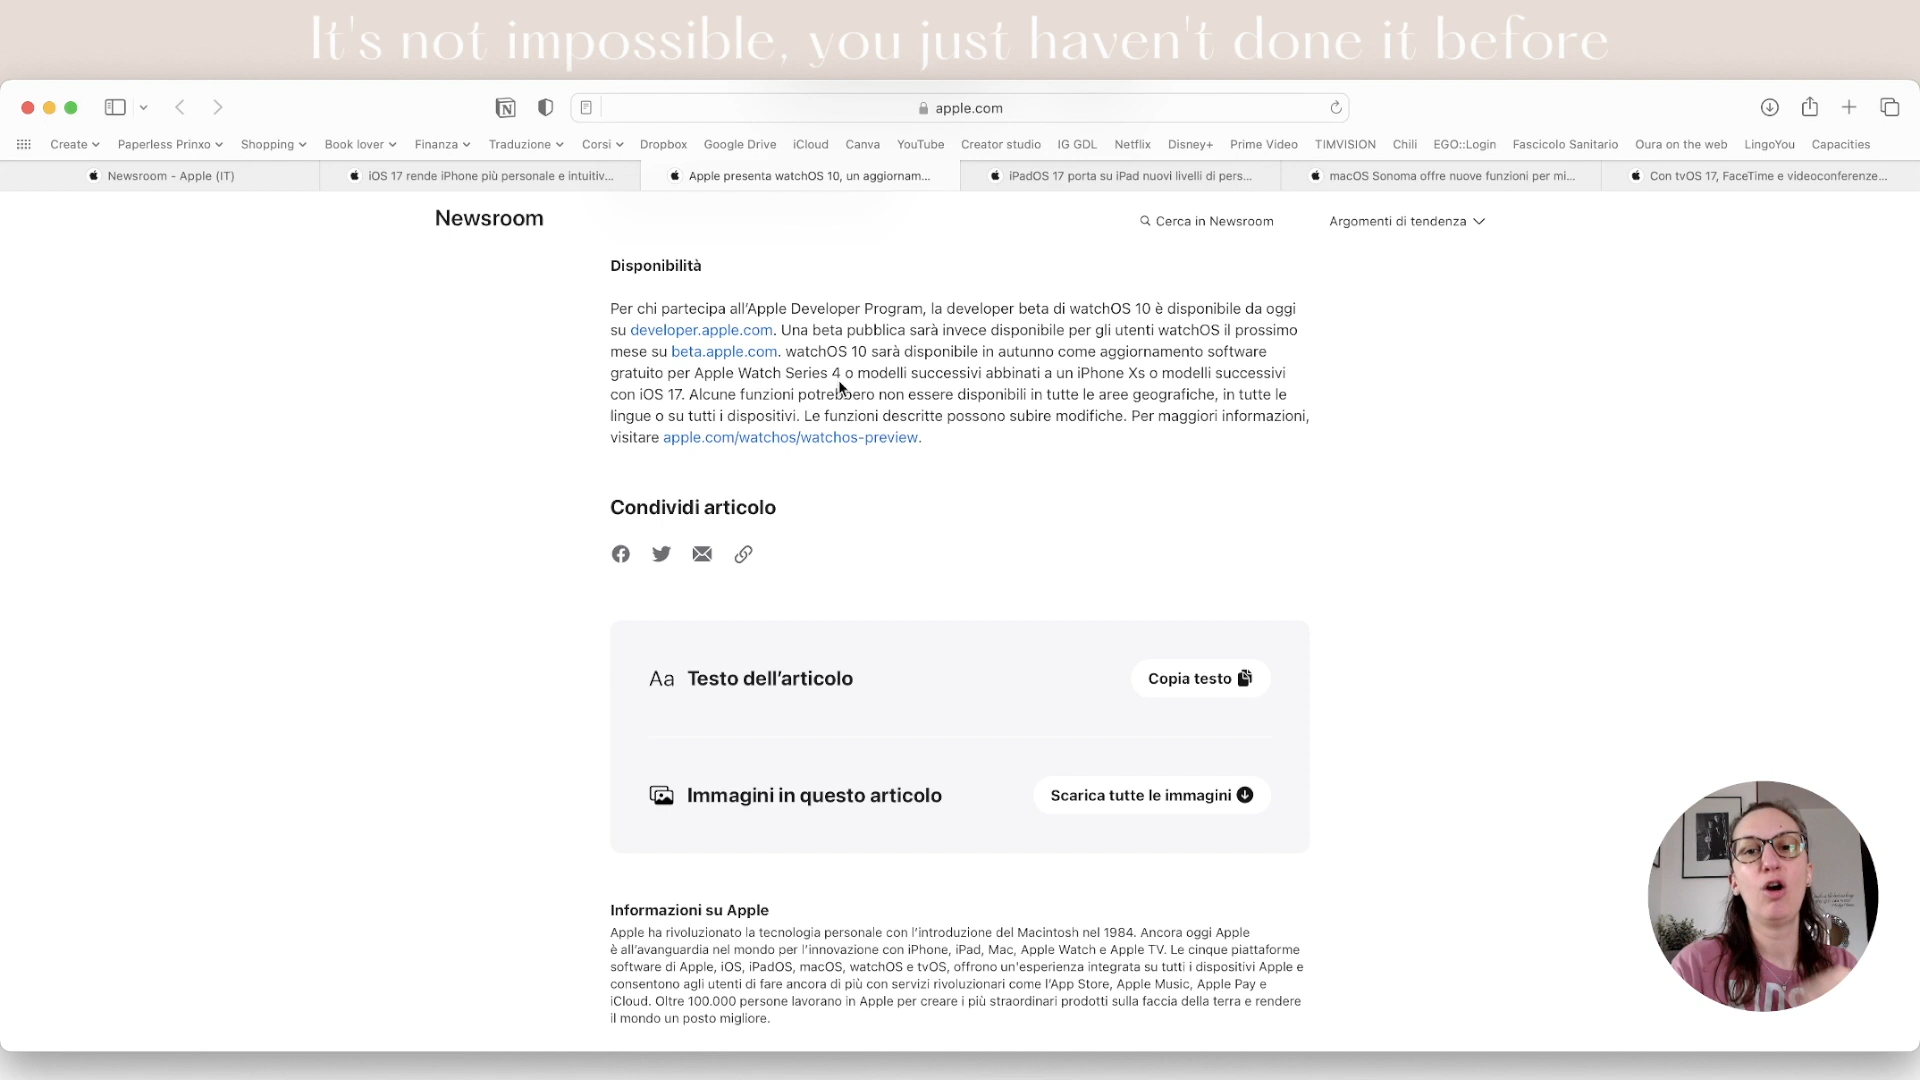 It's not impossible, you just haven't done it before
apple.com
Create Paperless Prinxo Shopping Book lover Finanza Traduzione Corsi Dropbox Google Drive iCloud Canva YouTube Creator studio IG GDL Netflix Disney+ Prime Video TIMVISION Chili EGO::Login Fascicolo Sanitario Oura on the web LingoYou Capacities
Newsroom - Apple (IT) iOS 17 rende iPhone più personale e intuitiv... Apple presenta watchOS 10, un aggiornam... iPadOS 17 porta su iPad nuovi livelli di pers... macOS Sonoma offre nuove funzioni per mi... Con tvOS 17, FaceTime e videoconferenze...
Newsroom Cerca in Newsroom Argomenti di tendenza
Disponibilità
Per chi partecipa all'Apple Developer Program, la developer beta di watchOS 10 è disponibile da oggi
su developer.apple.com. Una beta pubblica sarà invece disponibile per gli utenti watchOS il prossimo
mese su beta.apple.com. watchOS 10 sarà disponibile in autunno come aggiornamento software
gratuito per Apple Watch Series 4 o modelli successivi abbinati a un iPhone Xs o modelli successivi
con iOS 17. Alcune funzioni potrebbero non essere disponibili in tutte le aree geografiche, in tutte le
lingue o su tutti i dispositivi. Le funzioni descritte possono subire modifiche. Per maggiori informazioni,
visitare apple.com/watchos/watchos-preview.
Condividi articolo
Aa Testo dell'articolo Copia testo
Immagini in questo articolo Scarica tutte le immagini
Informazioni su Apple
Apple ha rivoluzionato la tecnologia personale con l'introduzione del Macintosh nel 1984. Ancora oggi Apple
è all'avanguardia nel mondo per l'innovazione con iPhone, iPad, Mac, Apple Watch e Apple TV. Le cinque piattaforme
software di Apple, iOS, iPadOS, macOS, watchOS e tvOS, offrono un'esperienza integrata su tutti i dispositivi Apple e
consentono agli utenti di fare ancora di più con servizi rivoluzionari come l'App Store, Apple Music, Apple Pay e
iCloud. Oltre 100.000 persone lavorano in Apple per creare i più straordinari prodotti sulla faccia della terra e rendere
il mondo un posto migliore.